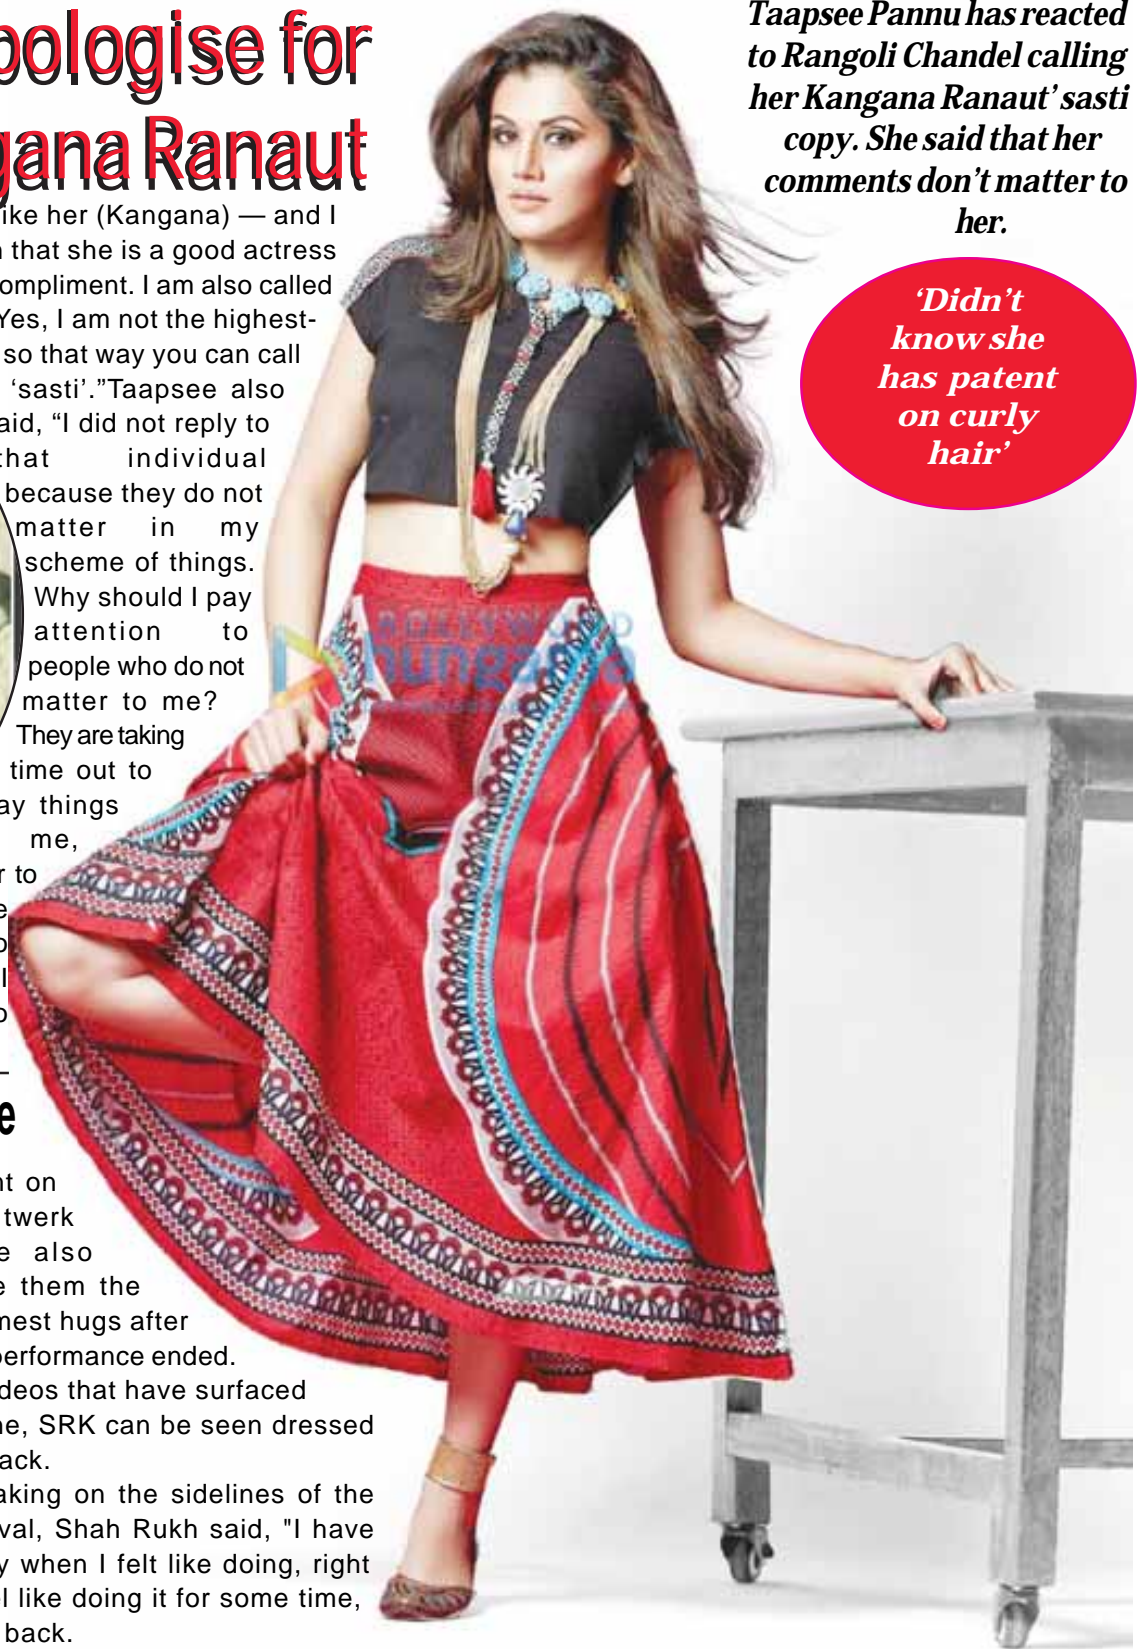 pologise for
gana Ranaut
ike her (Kangana) — and I
that she is a good actress
ompliment. I am also called
Yes, I am not the highest-
so that way you can call
‘sasti’.”Taapsee also
aid, “I did not reply to
that individual
because they do not
matter in my
scheme of things.
Why should I pay
attention to
people who do not
matter to me?
They are taking
time out to
ay things
me,
r to
e
o
l
o
e
nt on
twerk
e also
e them the
mest hugs after
performance ended.
deos that have surfaced
ne, SRK can be seen dressed
ack.
aking on the sidelines of the
val, Shah Rukh said, "I have
y when I felt like doing, right
l like doing it for some time,
back.
Taapsee Pannu has reacted
to Rangoli Chandel calling
her Kangana Ranaut’ sasti
copy. She said that her
comments don’t matter to
her.
‘Didn’t
know she
has patent
on curly
hair’
BOLLYWOOD
hungama